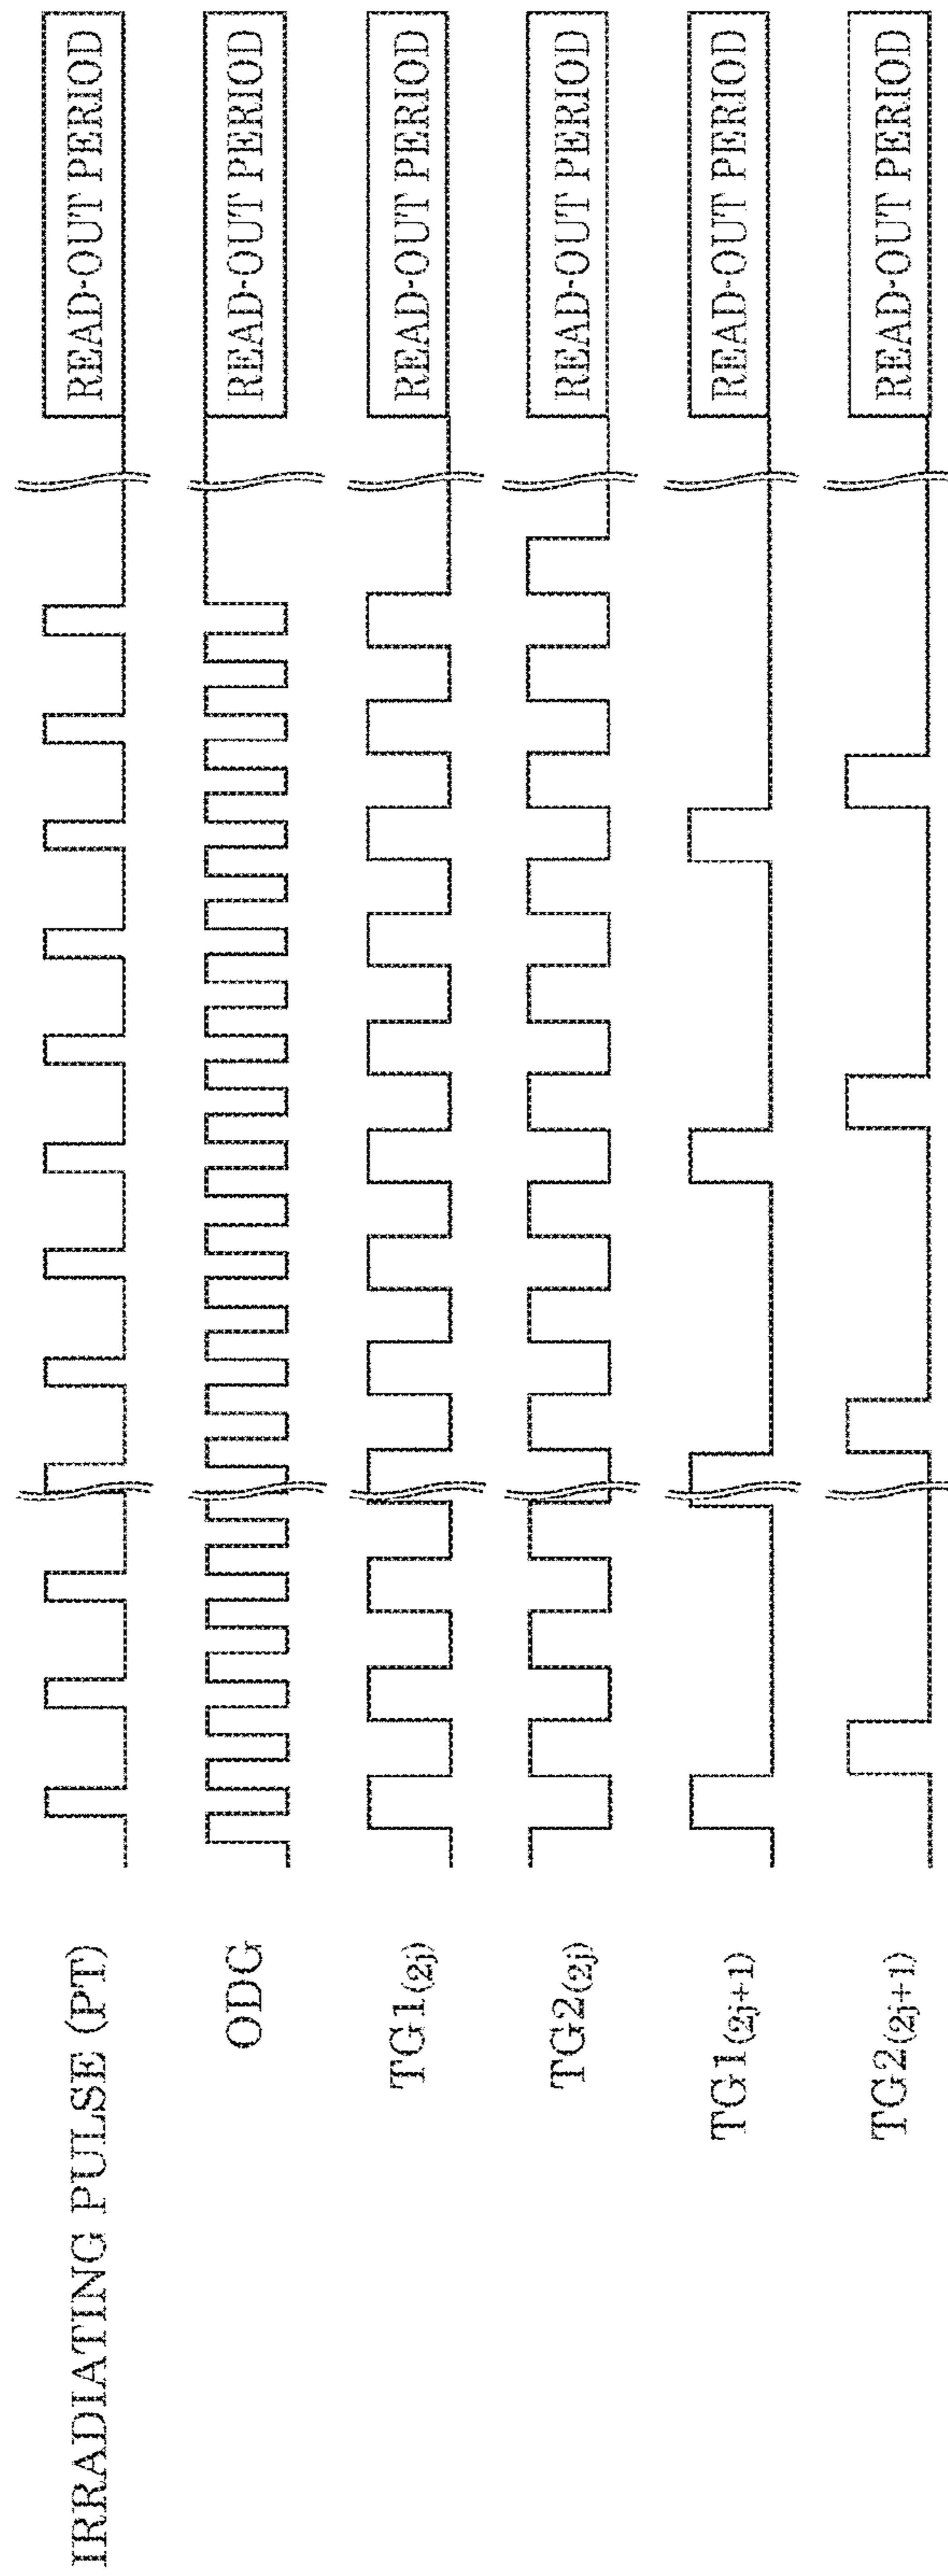 IRRADIATING PULSE (PT)
READ-OUT PERIOD
ODG
READ-OUT PERIOD
TG1(2j)
READ-OUT PERIOD
TG2(2j)
READ-OUT PERIOD
TG1(2j+1)
READ-OUT PERIOD
TG2(2j+1)
READ-OUT PERIOD